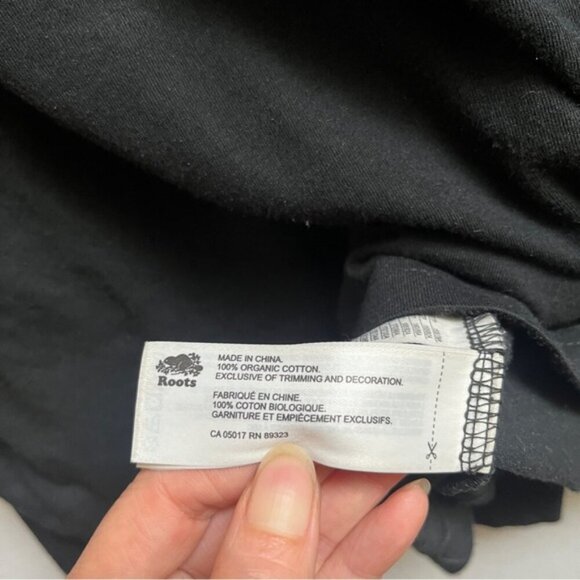 Roots
MADE IN CHINA.
100% ORGANIC COTTON.
EXCLUSIVE OF TRIMMING AND DECORATION.
FABRIQUÉ EN CHINE.
100% COTON BIOLOGIQUE.
GARNITURE ET EMPIÈCEMENT EXCLUSIFS.
CA 05017 RN 89323